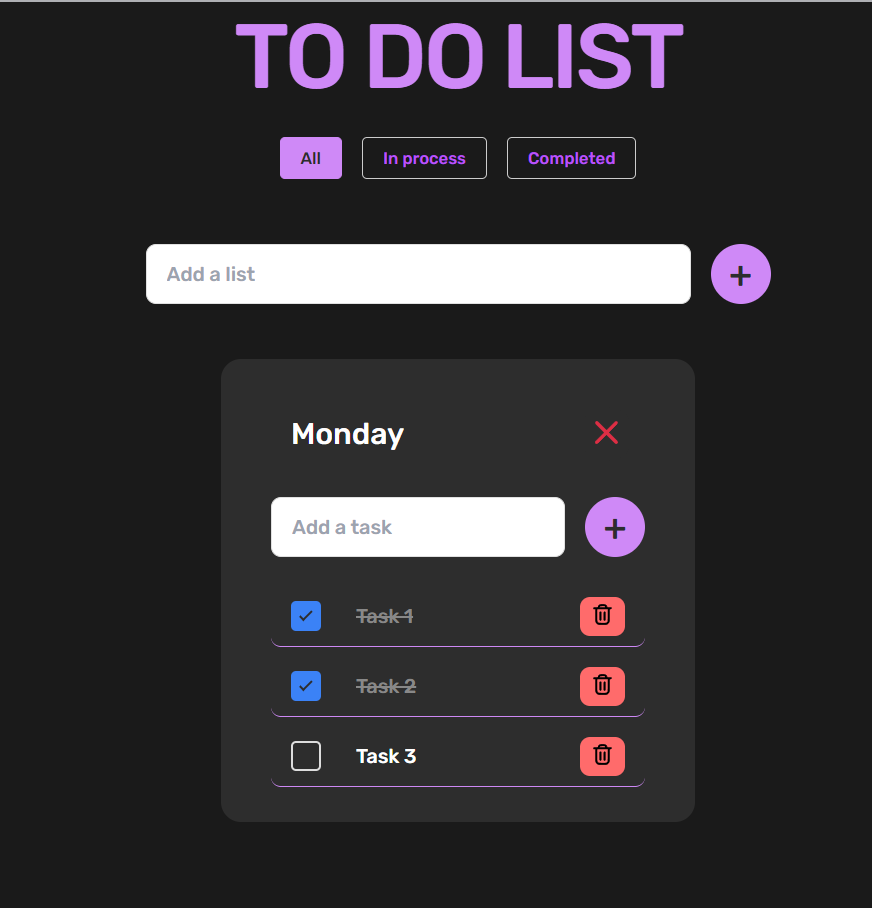 TO DO LIST
All In process Completed
Add a list +
Monday
Add a task +
Task 1
Task 2
Task 3